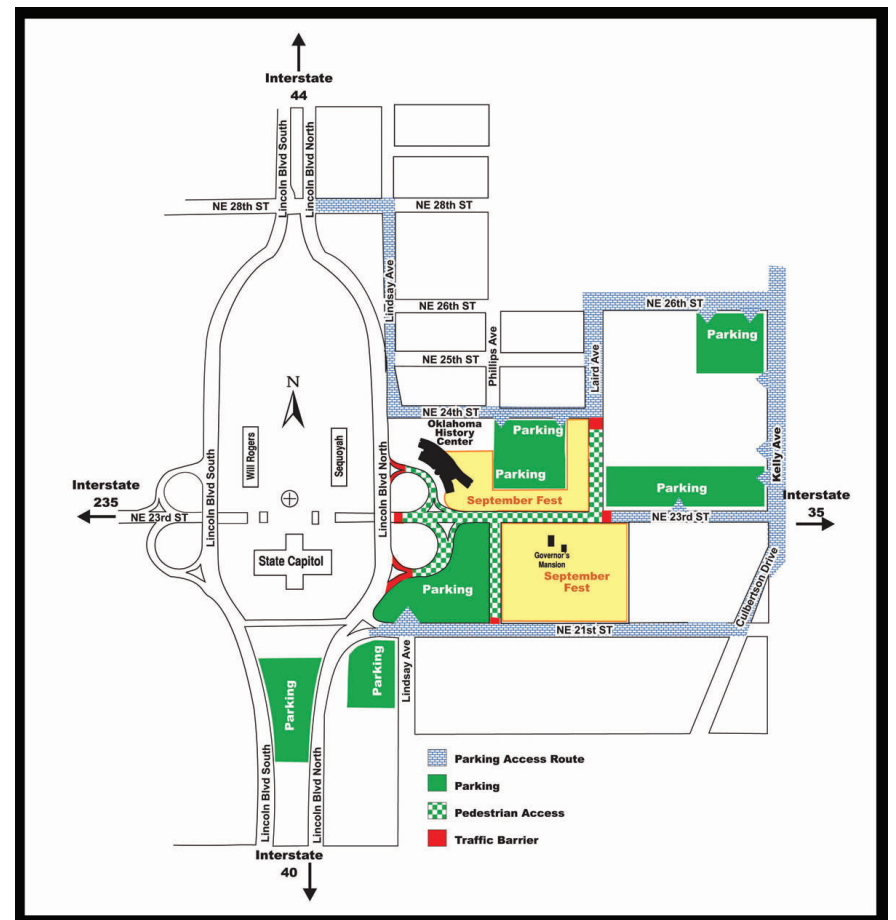 Interstate
44
Lincoln Blvd South
Lincoln Blvd North
NE 28th ST
NE 28th ST
Lindsay Ave
NE 26th ST
NE 26th ST
Parking
NE 25th ST
Phillips Ave
Laird Ave
N
NE 24th ST
Oklahoma
History
Center
Parking
Parking
September Fest
Will Rogers
Sequoyah
Lincoln Blvd South
Lincoln Blvd North
Kelly Ave
Parking
Interstate
235
Interstate
35
NE 23rd ST
NE 23rd ST
State Capitol
Governor's
Mansion
September
Fest
Parking
Culbertson Drive
NE 21st ST
Lindsay Ave
Parking
Parking
Lincoln Blvd South
Lincoln Blvd North
Parking Access Route
Parking
Pedestrian Access
Traffic Barrier
Interstate
40